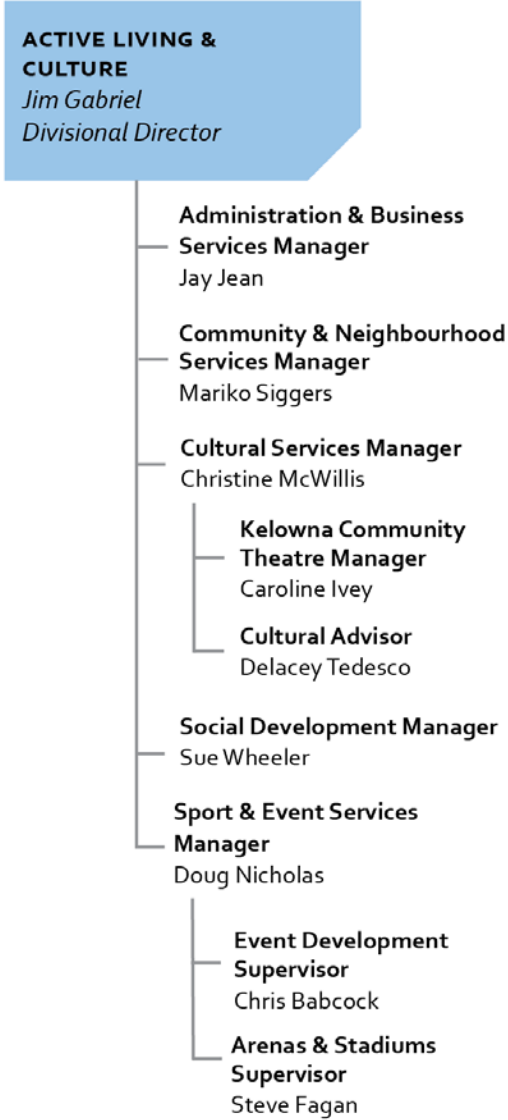 ACTIVE LIVING &
CULTURE
Jim Gabriel
Divisional Director
Administration & Business
Services Manager
Jay Jean
Community & Neighbourhood
Services Manager
Mariko Siggers
Cultural Services Manager
Christine McWillis
Kelowna Community
Theatre Manager
Caroline Ivey
Cultural Advisor
Delacey Tedesco
Social Development Manager
Sue Wheeler
Sport & Event Services
Manager
Doug Nicholas
Event Development
Supervisor
Chris Babcock
Arenas & Stadiums
Supervisor
Steve Fagan